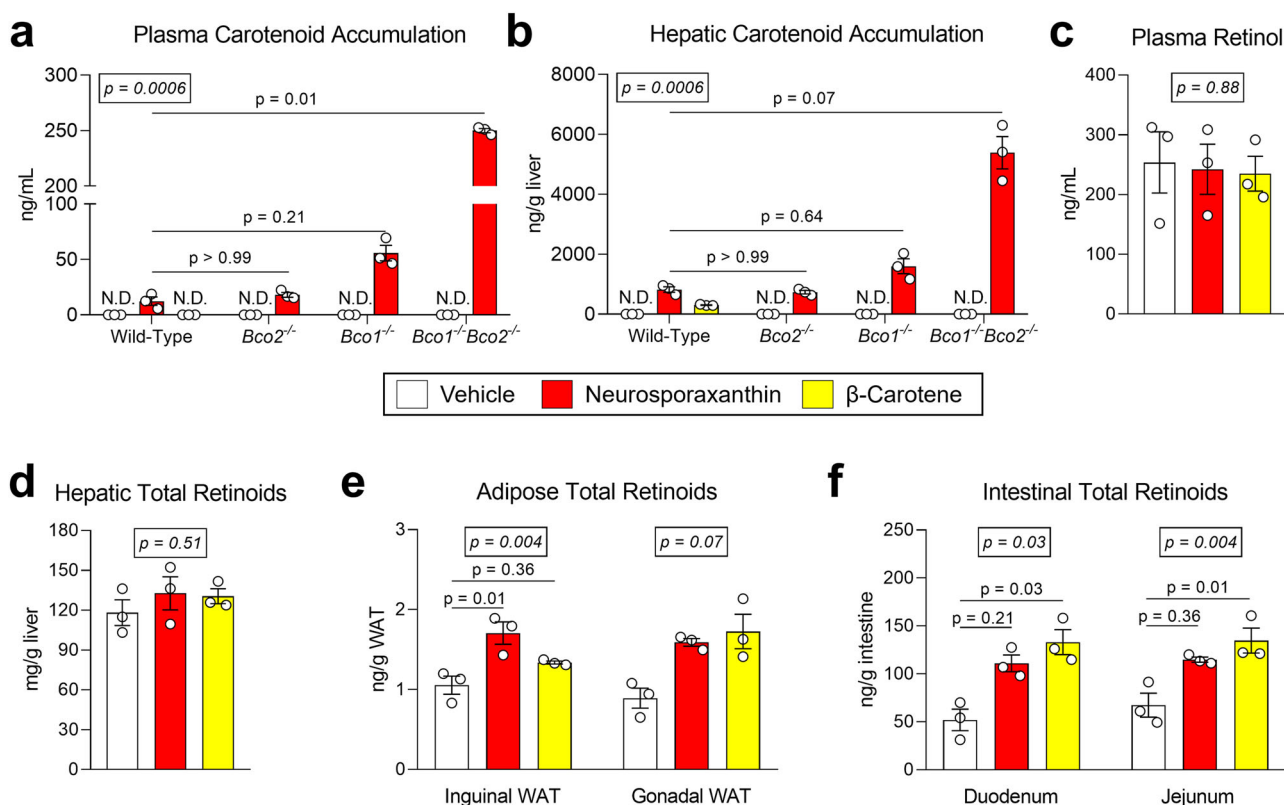 a
Plasma Carotenoid Accumulation
p = 0.0006
p = 0.01
p = 0.21
p > 0.99
ng/mL
300
250
200
100
50
0
N.D.
N.D.
N.D.
N.D.
N.D.
Wild-Type
Bco2-/-
Bco1-/-
Bco1-/-Bco2-/-
b
Hepatic Carotenoid Accumulation
p = 0.0006
p = 0.07
p = 0.64
p > 0.99
ng/g liver
8000
6000
4000
2000
0
N.D.
N.D.
N.D.
N.D.
Wild-Type
Bco2-/-
Bco1-/-
Bco1-/-Bco2-/-
c
Plasma Retinol
p = 0.88
ng/mL
400
300
200
100
0
Vehicle
Neurosporaxanthin
β-Carotene
d
Hepatic Total Retinoids
p = 0.51
mg/g liver
180
150
120
90
60
30
0
e
Adipose Total Retinoids
p = 0.004
p = 0.36
p = 0.01
p = 0.07
ng/g WAT
3
2
1
0
Inguinal WAT
Gonadal WAT
f
Intestinal Total Retinoids
p = 0.03
p = 0.03
p = 0.21
p = 0.004
p = 0.01
p = 0.36
ng/g intestine
250
200
150
100
50
0
Duodenum
Jejunum